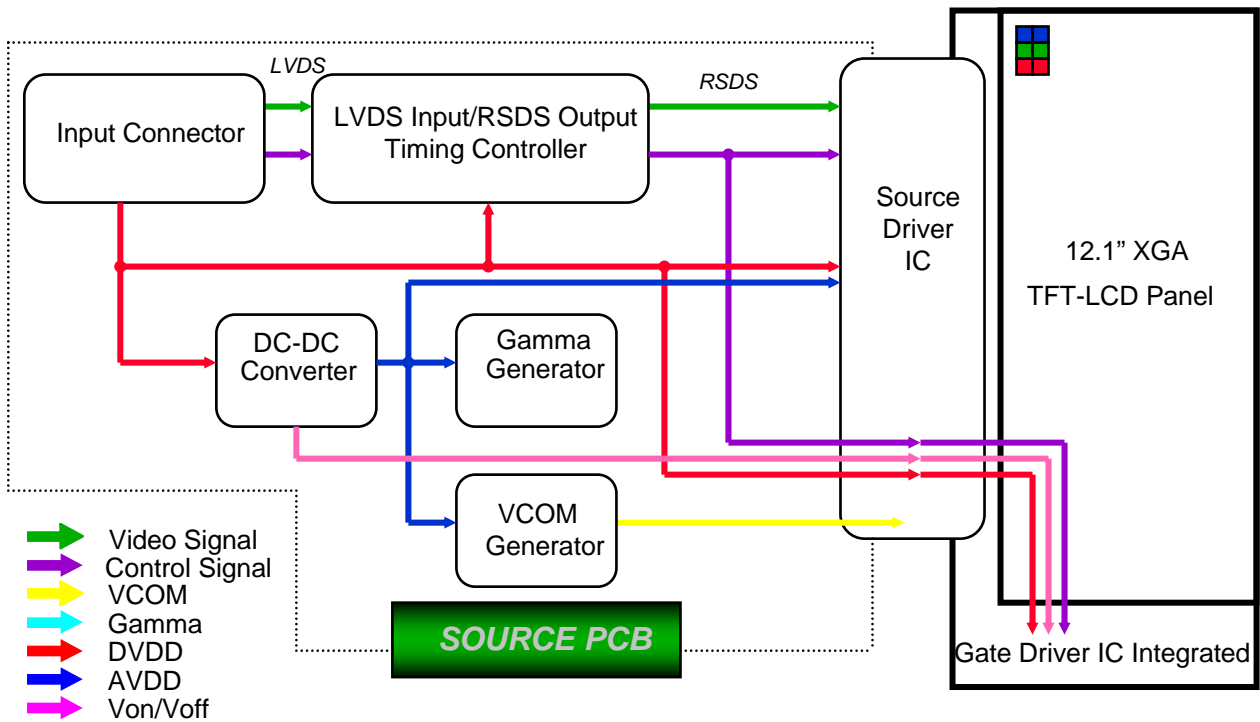 LVDS
RSDS
Input Connector
LVDS Input/RSDS Output
Timing Controller
Source
Driver
IC
12.1” XGA
TFT-LCD Panel
DC-DC
Converter
Gamma
Generator
VCOM
Generator
Video Signal
Control Signal
VCOM
Gamma
DVDD
AVDD
Von/Voff
SOURCE PCB
Gate Driver IC Integrated